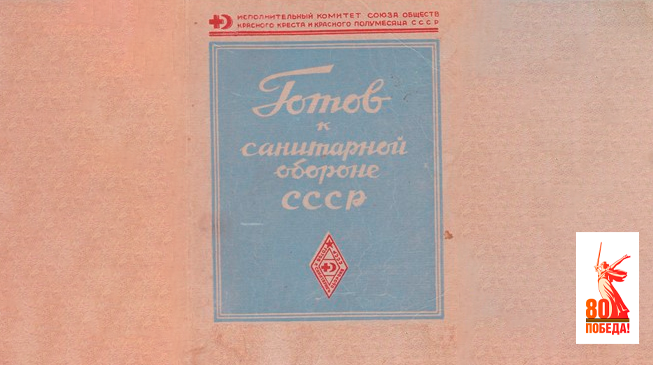 ИСПОЛНИТЕЛЬНЫЙ КОМИТЕТ СОЮЗА ОБЩЕСТВ
КРАСНОГО КРЕСТА И КРАСНОГО ПОЛУМЕСЯЦА СССР
Готов
к
санитарной
обороне
СССР
80
ПОБЕДА!